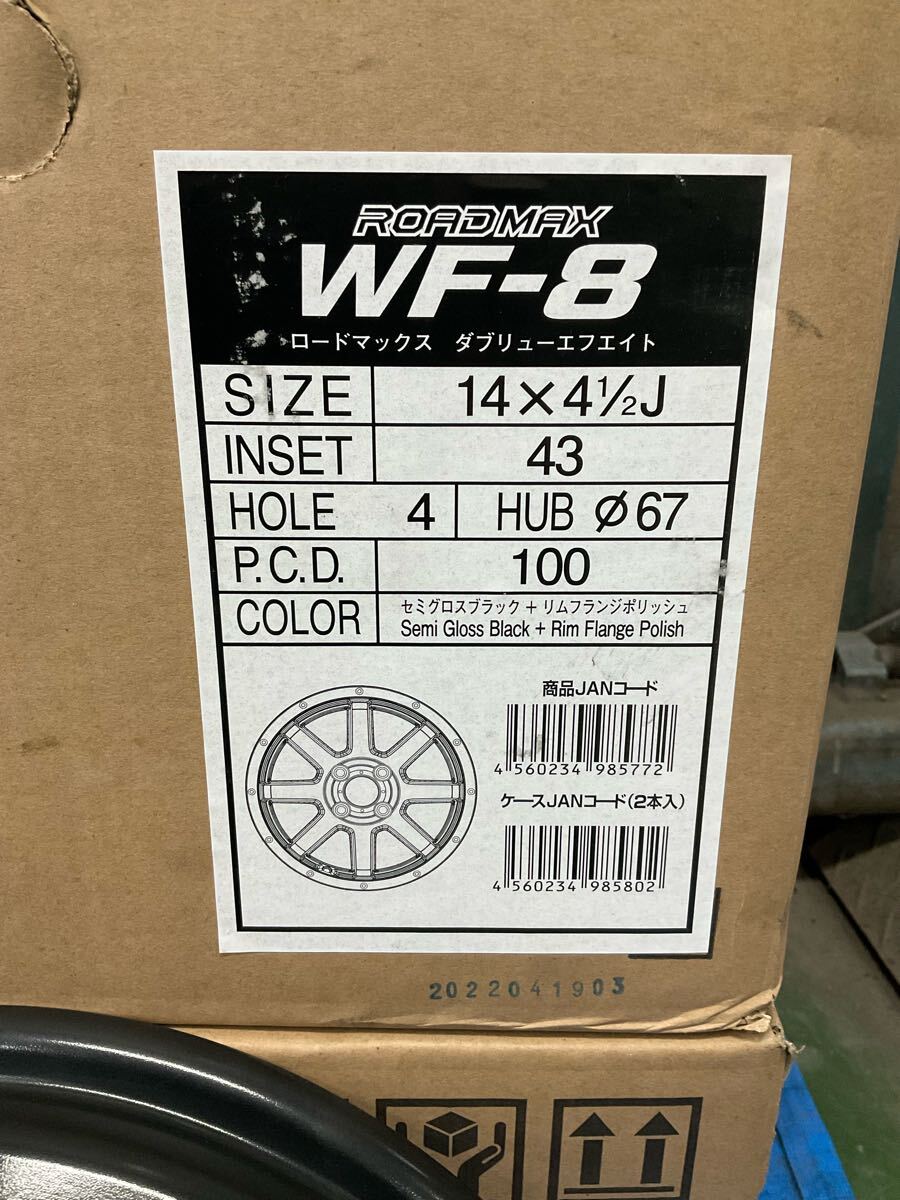 ROADMAX
WF-8
ロードマックス ダブリューエフエイト
SIZE 14×4½J
INSET 43
HOLE 4 HUB φ67
P.C.D. 100
COLOR セミグロスブラック + リムフランジポリッシュ
Semi Gloss Black + Rim Flange Polish
商品JANコード
4 560234 985772
ケースJANコード(2本入)
4 560234 985802
2022041903